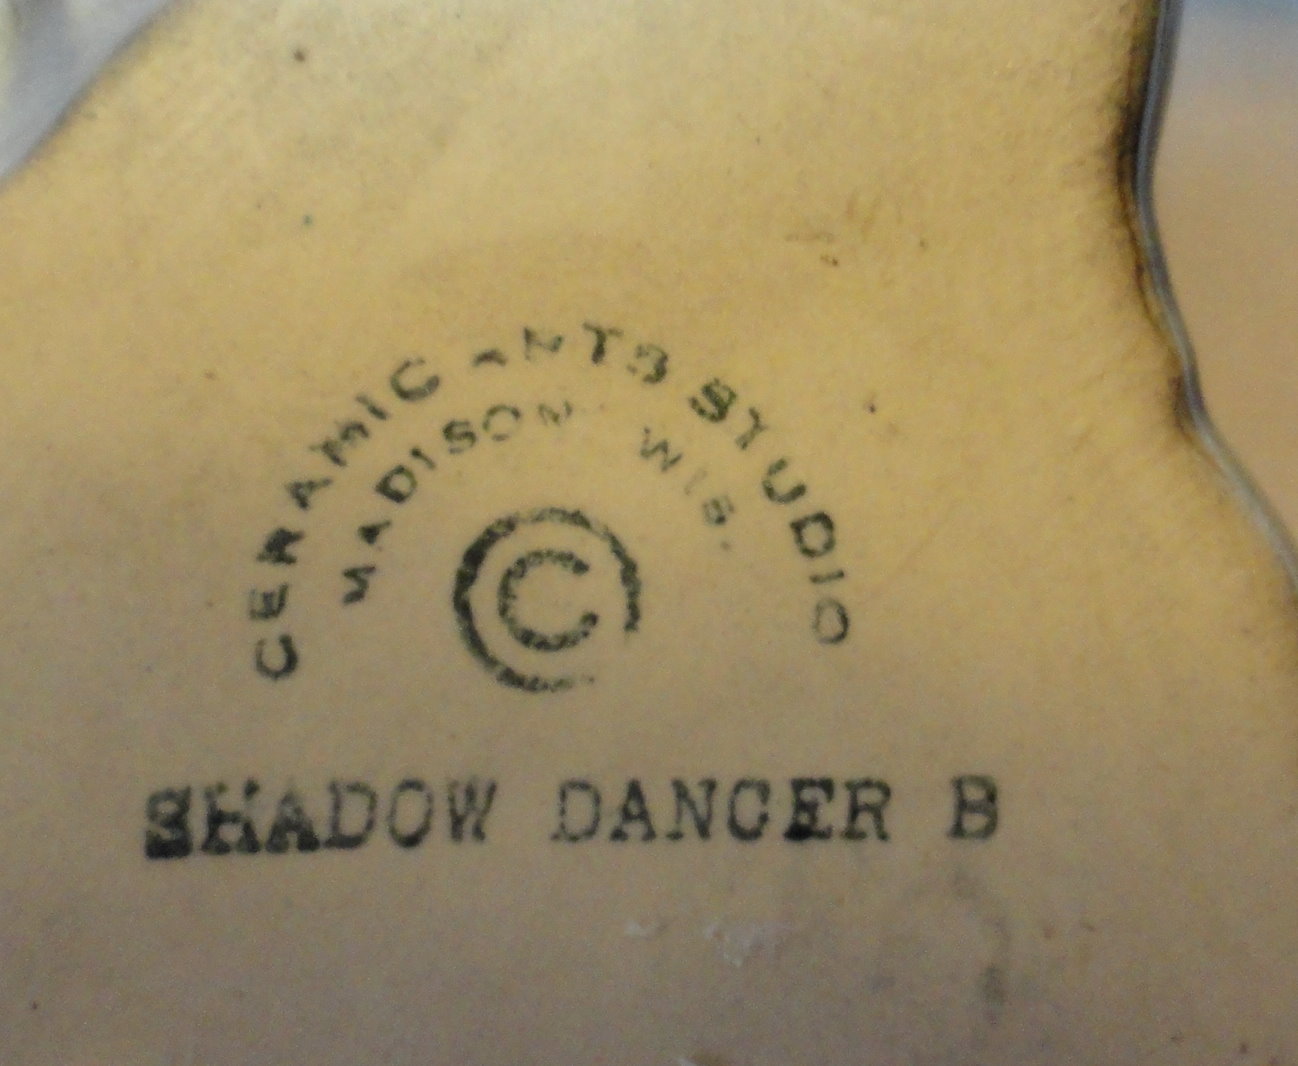 CERAMIC ARTS STUDIO
MADISON WIS.
©
SHADOW DANCER B